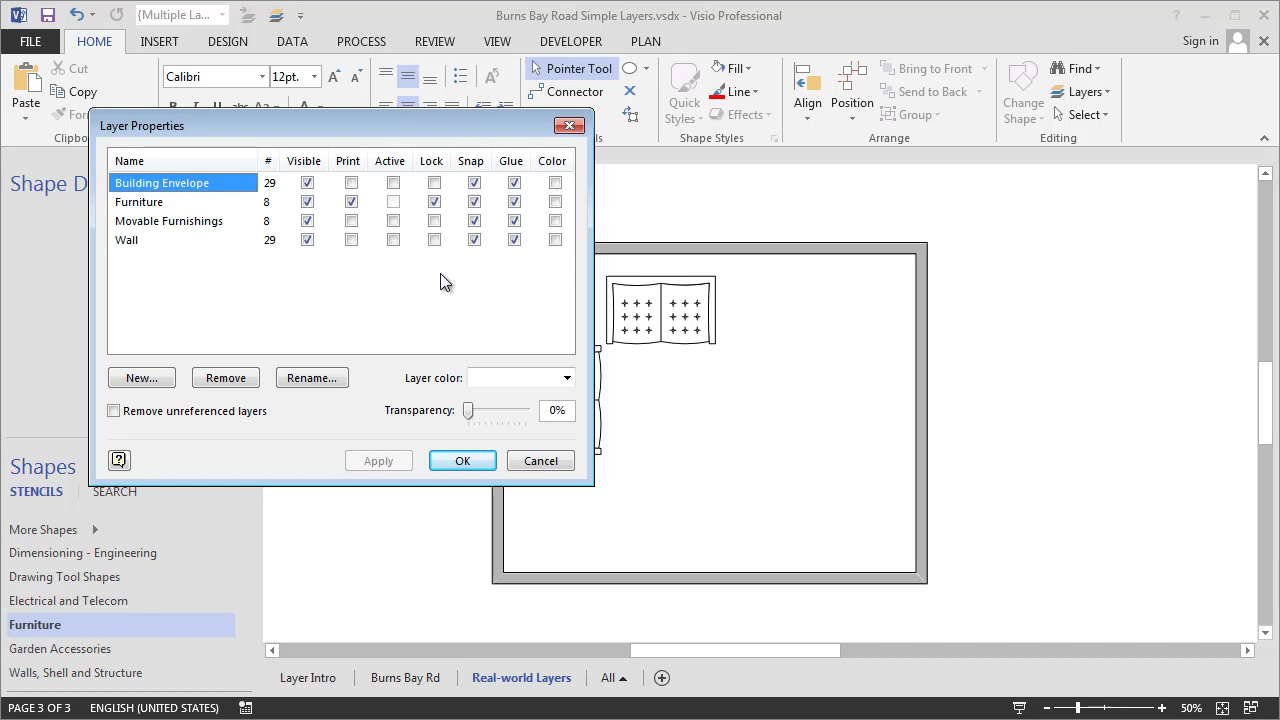 {Multiple La...
Burns Bay Road Simple Layers.vsdx - Visio Professional
FILE HOME INSERT DESIGN DATA PROCESS REVIEW VIEW DEVELOPER PLAN
Sign in
Cut
Copy
Paste
Calibri 12pt.
Pointer Tool
Connector
Quick
Styles
Fill
Line
Effects
Shape Styles
Align
Position
Bring to Front
Send to Back
Group
Arrange
Change
Shape
Find
Layers
Select
Editing
Layer Properties
Name # Visible Print Active Lock Snap Glue Color
Building Envelope 29
Furniture 8
Movable Furnishings 8
Wall 29
New... Remove Rename... Layer color:
Remove unreferenced layers Transparency: 0%
Apply OK Cancel
Shape D
Shapes
STENCILS SEARCH
More Shapes
Dimensioning - Engineering
Drawing Tool Shapes
Electrical and Telecom
Furniture
Garden Accessories
Walls, Shell and Structure
Layer Intro Burns Bay Rd Real-world Layers All
PAGE 3 OF 3 ENGLISH (UNITED STATES) 50%